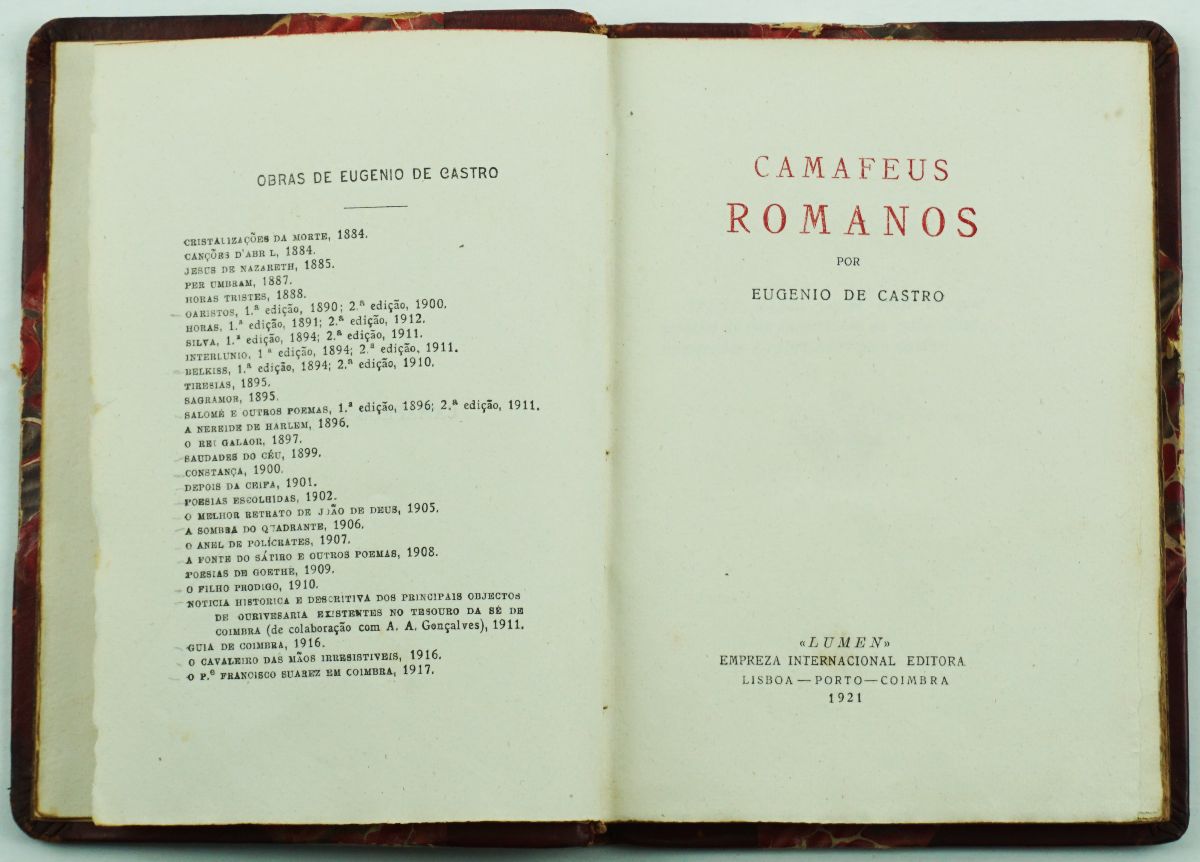 OBRAS DE EUGENIO DE CASTRO
CRISTALIZAÇÕES DA MORTE, 1884.
CANÇÕES D'ABRIL, 1884.
JESUS DE NAZARETH, 1885.
PER UMBRAM, 1887.
HORAS TRISTES, 1888.
OARISTOS, 1.ª edição, 1890; 2.ª edição, 1900.
HORAS, 1.ª edição, 1891; 2.ª edição, 1912.
SILVA, 1.ª edição, 1894; 2.ª edição, 1911.
INTERLUNIO, 1ª edição, 1894; 2.ª edição, 1911.
BELKISS, 1.ª edição, 1894; 2.ª edição, 1910.
TIRESIAS, 1895.
SAGRAMOR, 1895.
SALOMÉ E OUTROS POEMAS, 1.ª edição, 1896; 2.ª edição, 1911.
A NEREIDE DE HARLEM, 1896.
O REI GALAOR, 1897.
SAUDADES DO CÉU, 1899.
CONSTANÇA, 1900.
DEPOIS DA CEIFA, 1901.
POESIAS ESCOLHIDAS, 1902.
O MELHOR RETRATO DE JOÃO DE DEUS, 1905.
A SOMBRA DO QUADRANTE, 1906.
O ANEL DE POLÍCRATES, 1907.
A FONTE DO SÁTIRO E OUTROS POEMAS, 1908.
POESIAS DE GOETHE, 1909.
O FILHO PRODIGO, 1910.
NOTICIA HISTORICA E DESCRITIVA DOS PRINCIPAIS OBJECTOS
DE OURIVESARIA EXISTENTES NO TESOURO DA SÉ DE
COIMBRA (de colaboração com A. A. Gonçalves), 1911.
GUIA DE COIMBRA, 1916.
O CAVALEIRO DAS MÃOS IRRESISTIVEIS, 1916.
O P.e FRANCISCO SUAREZ EM COIMBRA, 1917.
CAMAFEUS
ROMANOS
POR
EUGENIO DE CASTRO
«LUMEN»
EMPREZA INTERNACIONAL EDITORA
LISBOA—PORTO—COIMBRA
1921